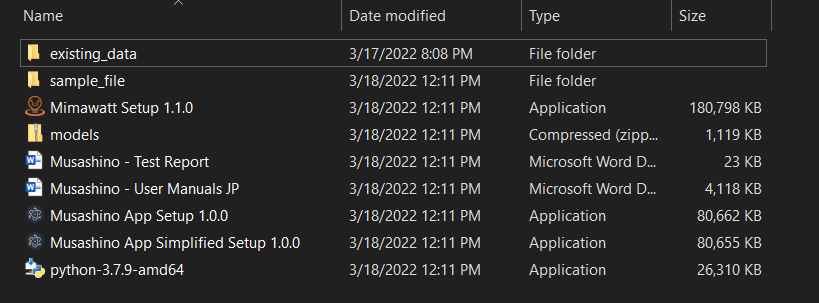 Name Date modified Type Size
existing_data 3/17/2022 8:08 PM File folder
sample_file 3/18/2022 12:11 PM File folder
Mimawatt Setup 1.1.0 3/18/2022 12:11 PM Application 180,798 KB
models 3/18/2022 12:11 PM Compressed (zipp... 1,119 KB
Musashino - Test Report 3/18/2022 12:11 PM Microsoft Word D... 23 KB
Musashino - User Manuals JP 3/18/2022 12:11 PM Microsoft Word D... 4,118 KB
Musashino App Setup 1.0.0 3/18/2022 12:11 PM Application 80,662 KB
Musashino App Simplified Setup 1.0.0 3/18/2022 12:11 PM Application 80,655 KB
python-3.7.9-amd64 3/18/2022 12:11 PM Application 26,310 KB